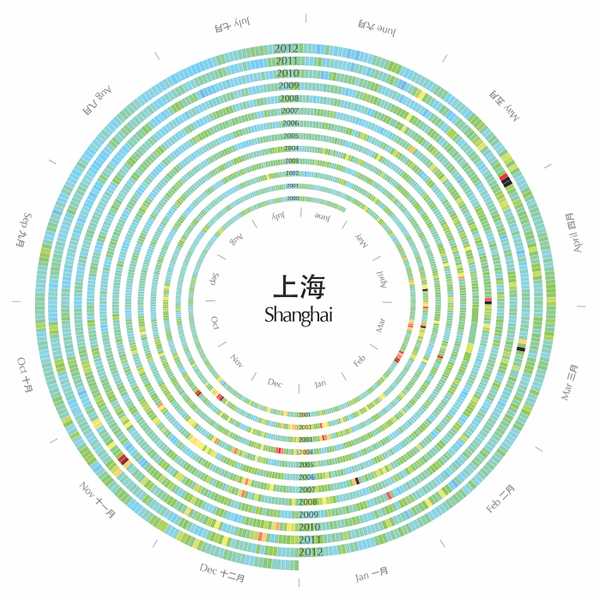 July 七月
June 六月
Aug 八月
May 五月
Sep 九月
April 四月
Oct 十月
Mar 三月
Nov 十一月
Feb 二月
Dec 十二月
Jan 一月
2012
2011
2010
2009
2008
2007
2006
2005
2004
2003
2002
2001
2000
July
June
Aug
May
Sep
April
上海
Shanghai
Oct
Mar
Nov
Feb
Dec
Jan
2001
2002
2003
2004
2005
2006
2007
2008
2009
2010
2011
2012